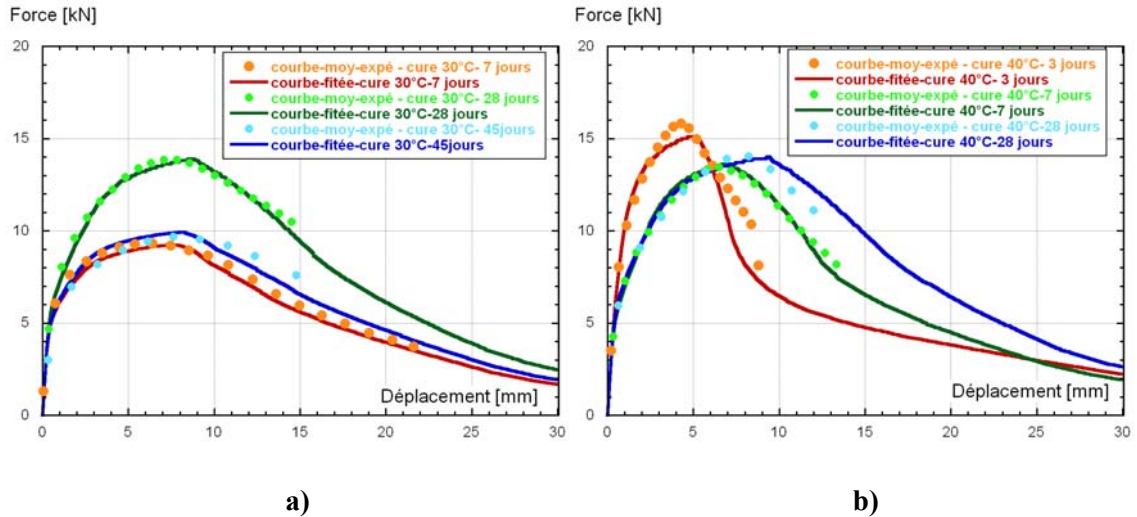 Force [kN]
20
15
10
5
0
0 5 10 15 20 25 30
Déplacement [mm]
courbe-moy-expé - cure 30°C- 7 jours
courbe-fitée-cure 30°C-7 jours
courbe-moy-expé - cure 30°C- 28 jours
courbe-fitée-cure 30°C-28 jours
courbe-moy-expé - cure 30°C- 45jours
courbe-fitée-cure 30°C-45jours
a)
Force [kN]
20
15
10
5
0
0 5 10 15 20 25 30
Déplacement [mm]
courbe-moy-expé - cure 40°C - 3 jours
courbe-fitée-cure 40°C- 3 jours
courbe-moy-expé - cure 40°C-7 jours
courbe-fitée-cure 40°C-7 jours
courbe-moy-expé - cure 40°C-28 jours
courbe-fitée-cure 40°C-28 jours
b)